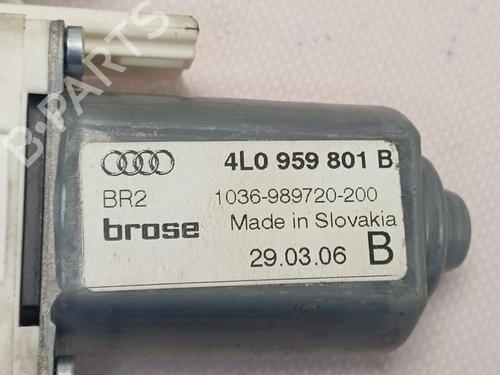 4L0 959 801 B
BR2 1036-989720-200
brose Made in Slovakia
29.03.06 B
B-PARTS